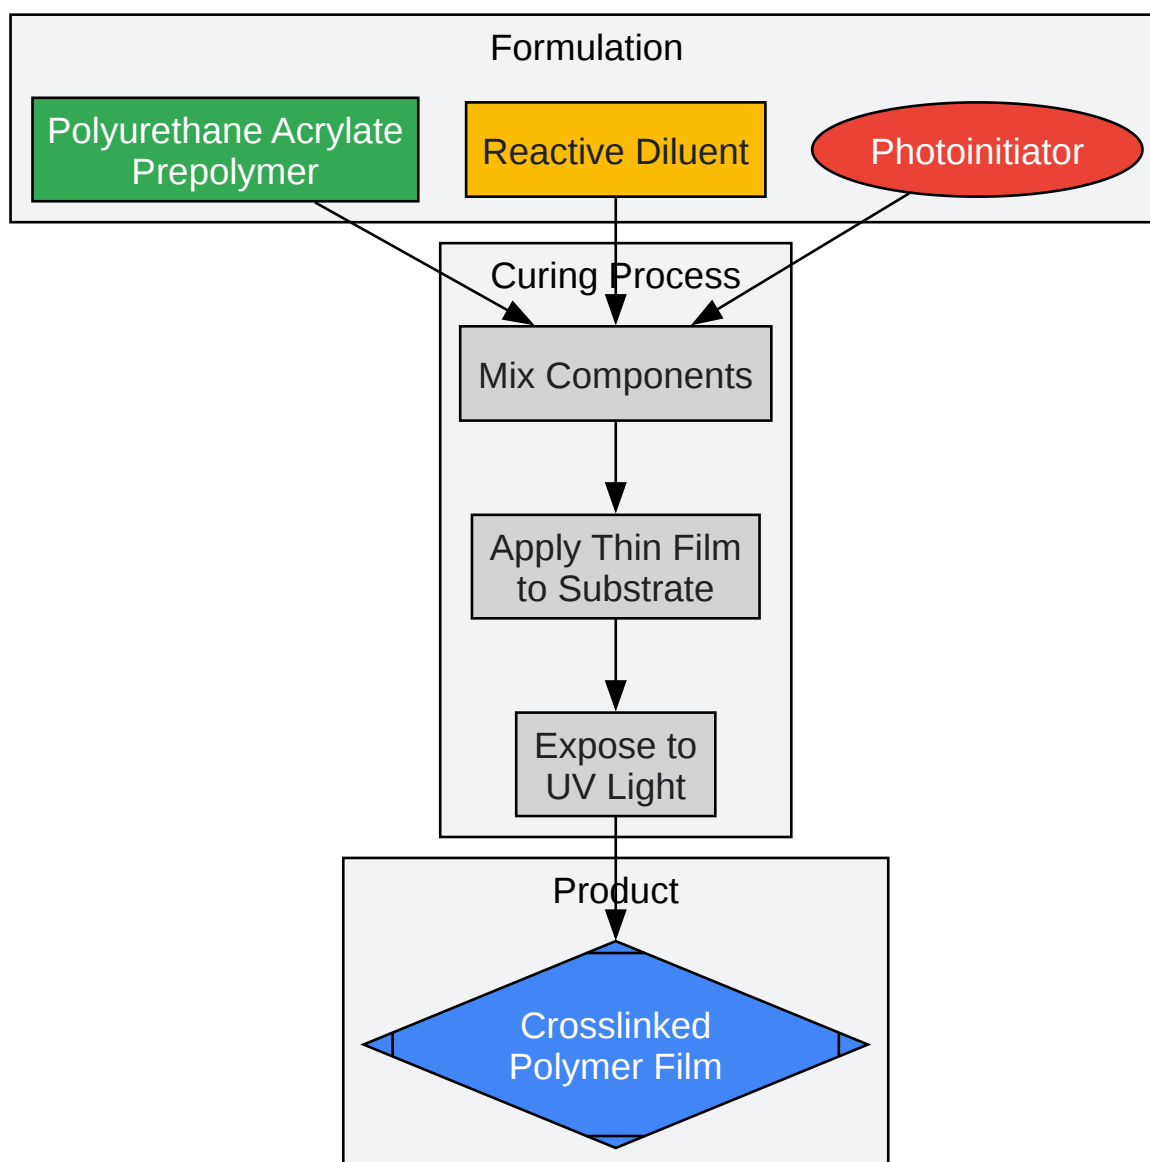 Formulation
Polyurethane Acrylate
Prepolymer
Reactive Diluent
Photoinitiator
Curing Process
Mix Components
Apply Thin Film
to Substrate
Expose to
UV Light
Product
Crosslinked
Polymer Film